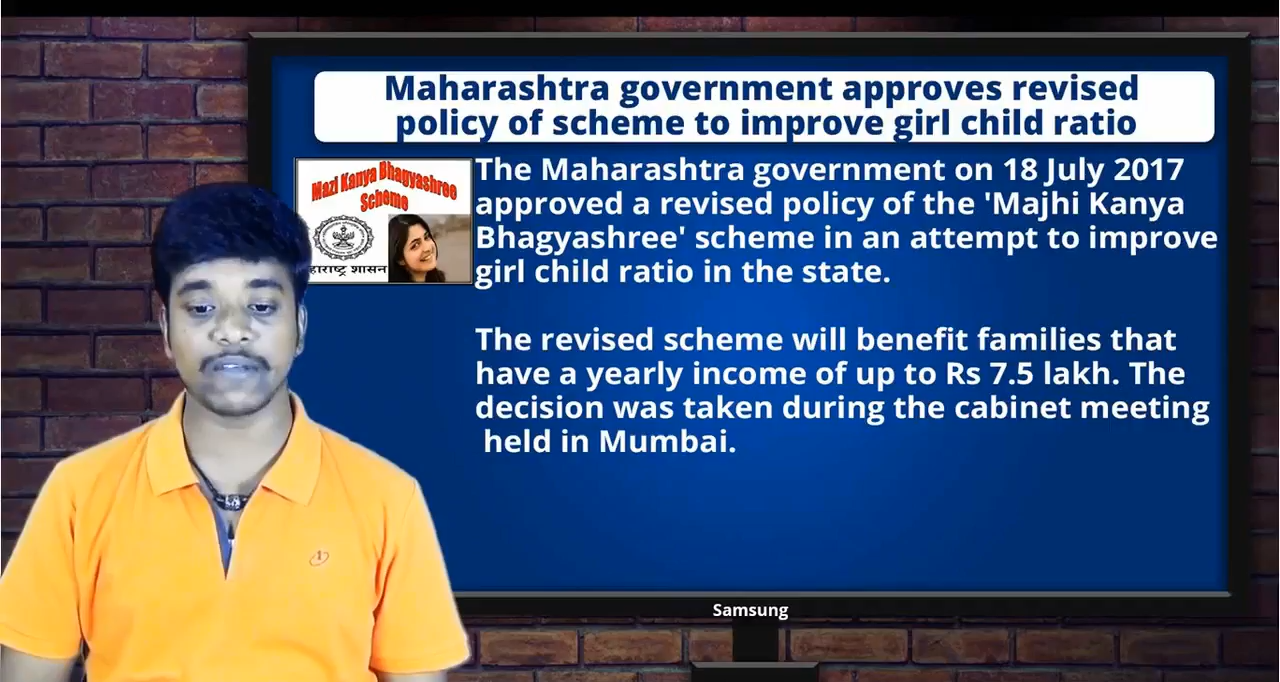 Maharashtra government approves revised
policy of scheme to improve girl child ratio
Mazi Kanya Bhagyashree
Scheme
हाराष्ट्र शासन
The Maharashtra government on 18 July 2017
approved a revised policy of the 'Majhi Kanya
Bhagyashree' scheme in an attempt to improve
girl child ratio in the state.
The revised scheme will benefit families that
have a yearly income of up to Rs 7.5 lakh. The
decision was taken during the cabinet meeting
held in Mumbai.
Samsung